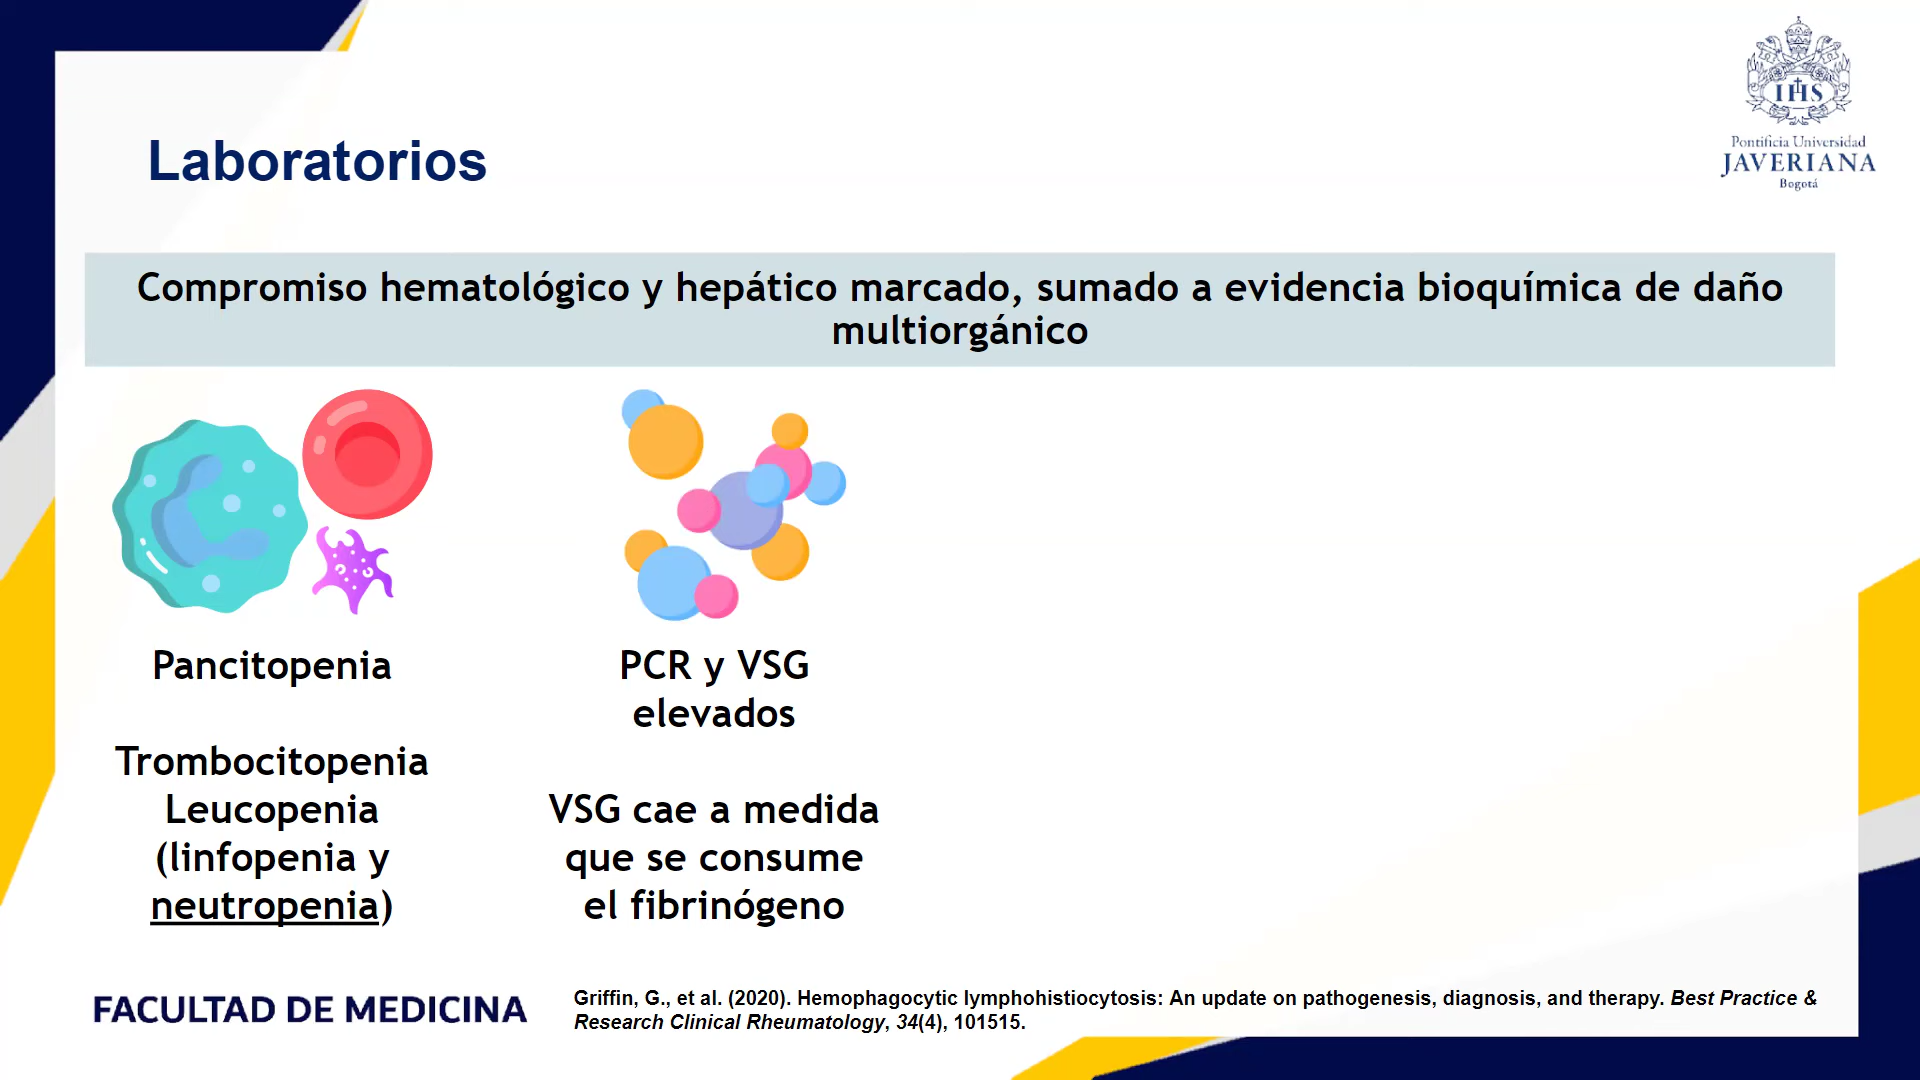 IHS
Pontificia Universidad
JAVERIANA
Bogotá
Laboratorios
Compromiso hematológico y hepático marcado, sumado a evidencia bioquímica de daño
multiorgánico
Pancitopenia
Trombocitopenia
Leucopenia
(linfopenia y
neutropenia)
PCR y VSG
elevados
VSG cae a medida
que se consume
el fibrinógeno
FACULTAD DE MEDICINA
Griffin, G., et al. (2020). Hemophagocytic lymphohistiocytosis: An update on pathogenesis, diagnosis, and therapy. Best Practice &
Research Clinical Rheumatology, 34(4), 101515.